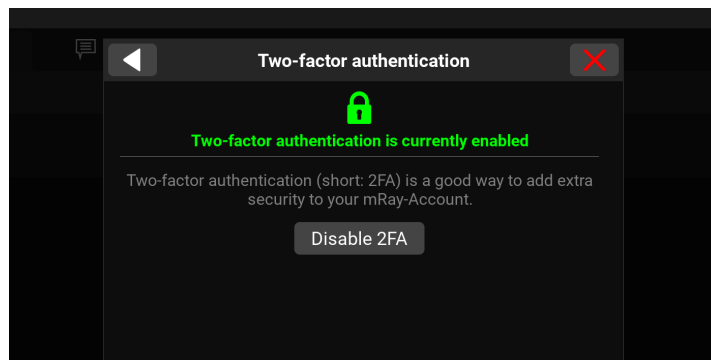 Two-factor authentication
Two-factor authentication is currently enabled
Two-factor authentication (short: 2FA) is a good way to add extra
security to your mRay-Account.
Disable 2FA